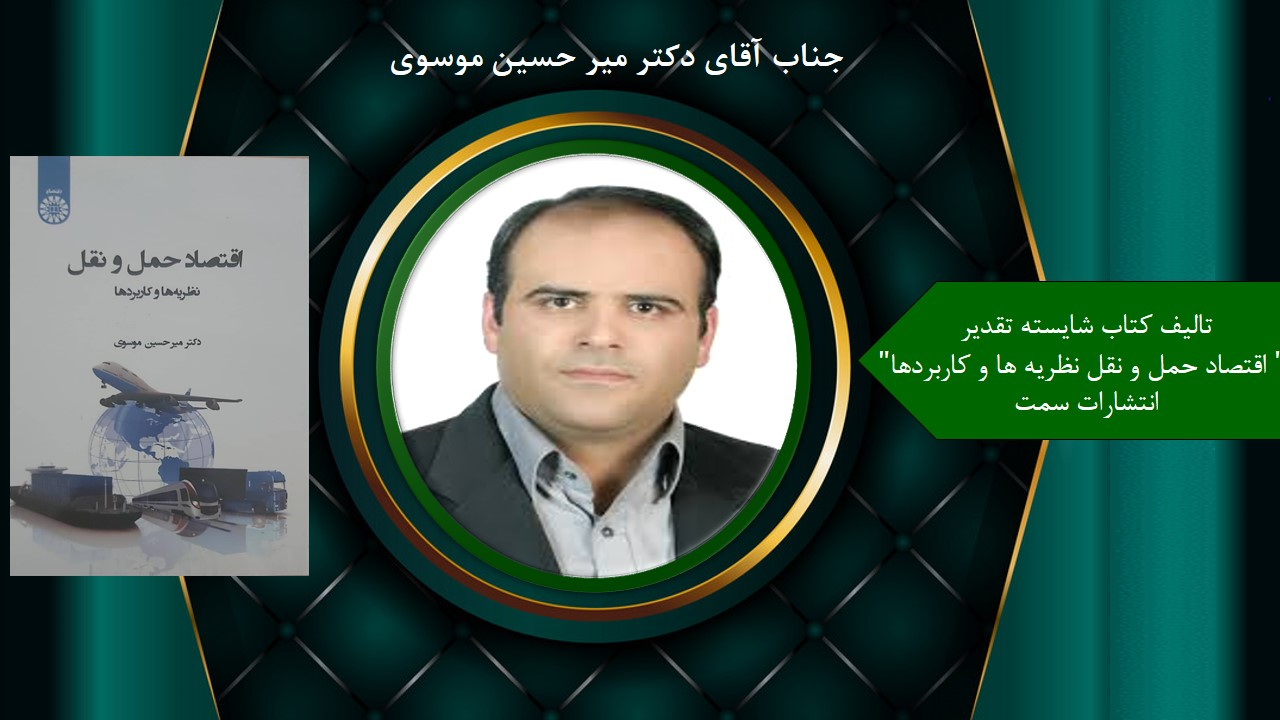 جناب آقای دکتر میر حسین موسوی
اقتصاد حمل و نقل
نظریه‌ها و کاربردها
دکتر میرحسین موسوی
تالیف کتاب شایسته تقدیر
" اقتصاد حمل و نقل نظریه ها و کاربردها"
انتشارات سمت